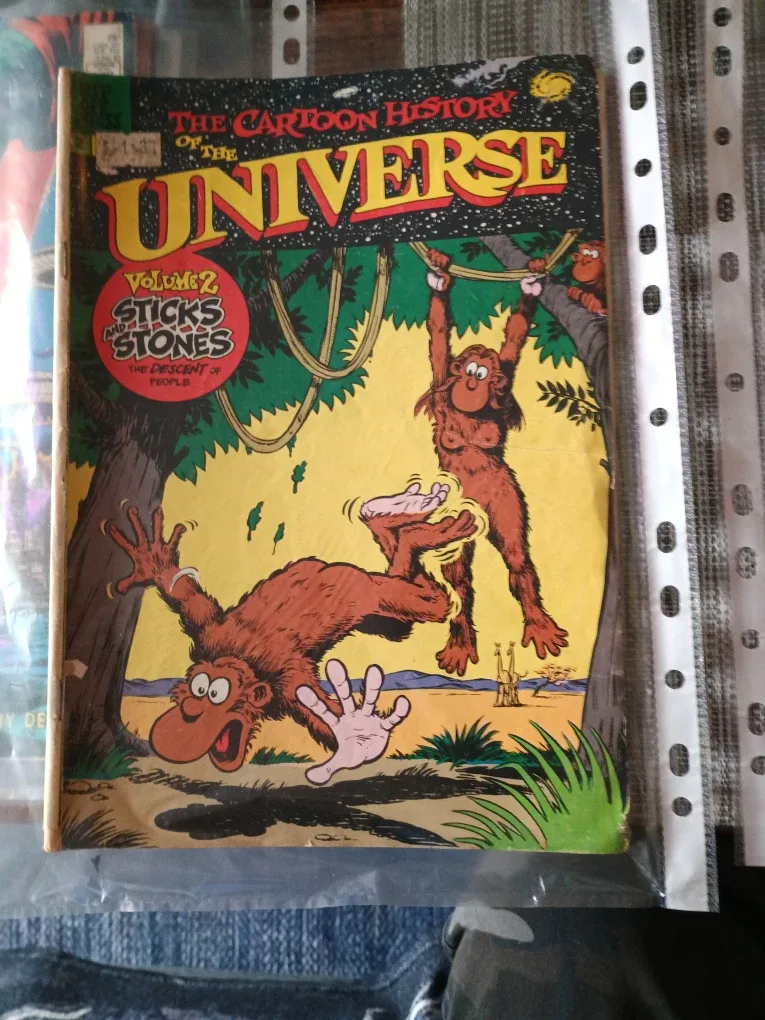 THE CARTOON HISTORY
OF THE
UNIVERSE
VOLUME 2
STICKS
AND
STONES
THE DESCENT OF
PEOPLE